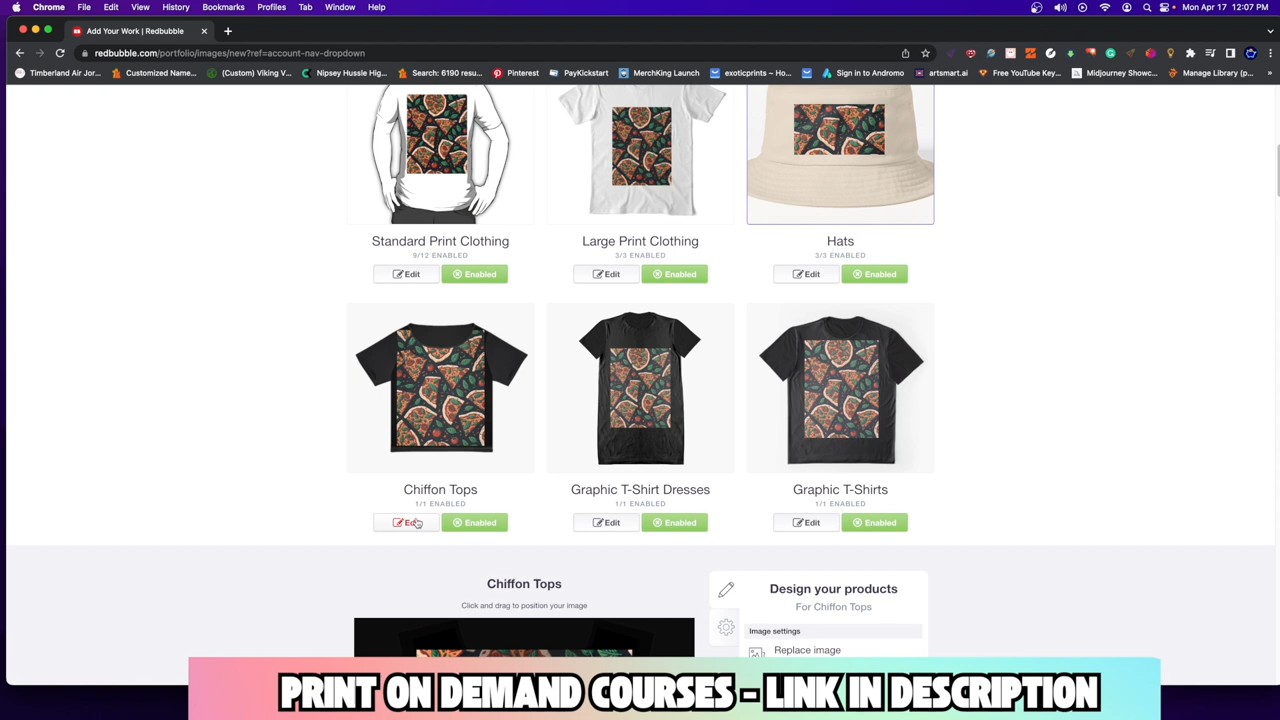 Chrome File Edit View History Bookmarks Profiles Tab Window Help
Mon Apr 17 12:07 PM
Add Your Work | Redbubble
redbubble.com/portfolio/images/new?ref=account-nav-dropdown
Timberland Air Jor... Customized Name... (Custom) Viking V... Nipsey Hussle Hig... Search: 6190 resu... Pinterest PayKickstart MerchKing Launch exoticprints – Ho... Sign in to Andromo artsmart.ai Free YouTube Key... Midjourney Showc... Manage Library (p... »
Standard Print Clothing Large Print Clothing Hats
9/12 ENABLED 3/3 ENABLED 3/3 ENABLED
Edit Enabled Edit Enabled Edit Enabled
Chiffon Tops Graphic T-Shirt Dresses Graphic T-Shirts
1/1 ENABLED 1/1 ENABLED 1/1 ENABLED
Edit Enabled Edit Enabled Edit Enabled
Chiffon Tops
Click and drag to position your image
Design your products
For Chiffon Tops
Image settings
Replace image
PRINT ON DEMAND COURSES - LINK IN DESCRIPTION